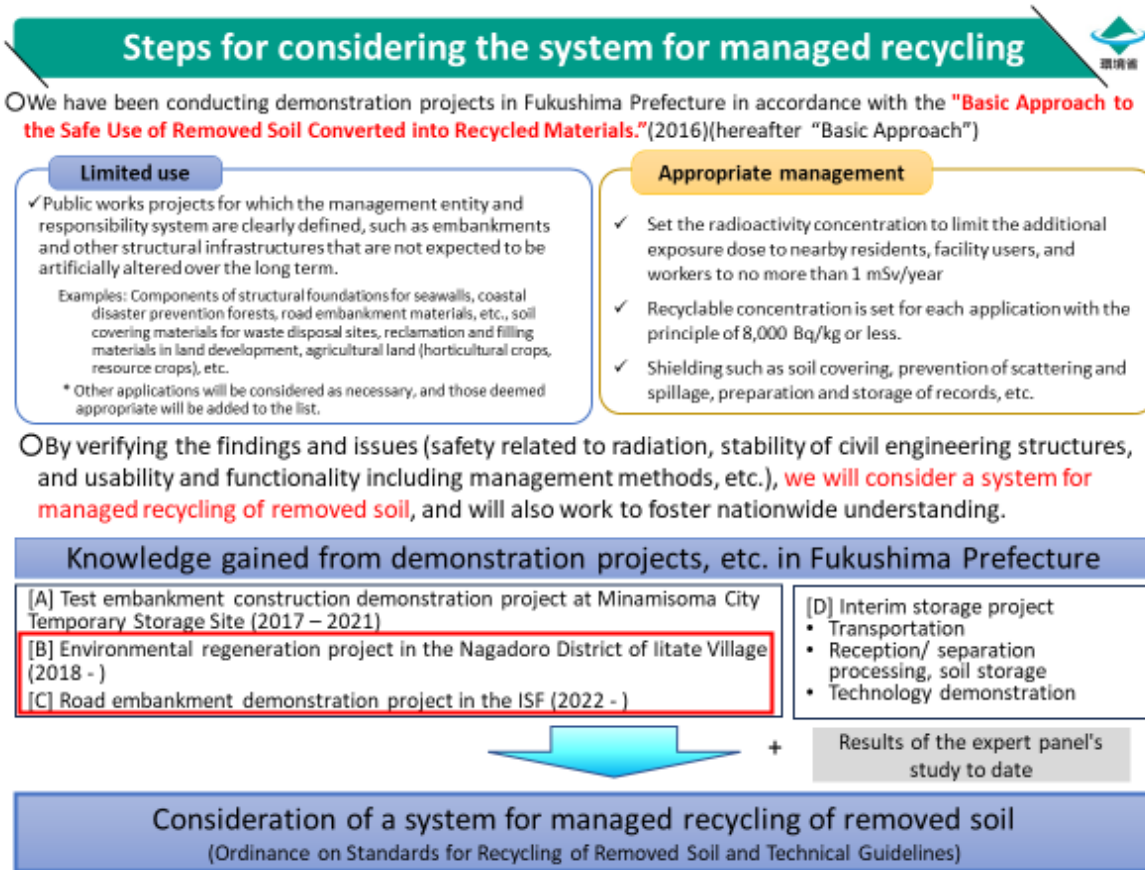 Steps for considering the system for managed recycling
環境省
○We have been conducting demonstration projects in Fukushima Prefecture in accordance with the "Basic Approach to
the Safe Use of Removed Soil Converted into Recycled Materials."(2016)(hereafter "Basic Approach")
Limited use
✓Public works projects for which the management entity and
responsibility system are clearly defined, such as embankments
and other structural infrastructures that are not expected to be
artificially altered over the long term.
Examples: Components of structural foundations for seawalls, coastal
disaster prevention forests, road embankment materials, etc., soil
covering materials for waste disposal sites, reclamation and filling
materials in land development, agricultural land (horticultural crops,
resource crops), etc.
* Other applications will be considered as necessary, and those deemed
appropriate will be added to the list.
Appropriate management
✓ Set the radioactivity concentration to limit the additional
exposure dose to nearby residents, facility users, and
workers to no more than 1 mSv/year
✓ Recyclable concentration is set for each application with the
principle of 8,000 Bq/kg or less.
✓ Shielding such as soil covering, prevention of scattering and
spillage, preparation and storage of records, etc.
○By verifying the findings and issues (safety related to radiation, stability of civil engineering structures,
and usability and functionality including management methods, etc.), we will consider a system for
managed recycling of removed soil, and will also work to foster nationwide understanding.
Knowledge gained from demonstration projects, etc. in Fukushima Prefecture
[A] Test embankment construction demonstration project at Minamisoma City
Temporary Storage Site (2017 – 2021)
[B] Environmental regeneration project in the Nagadoro District of Iitate Village
(2018 - )
[C] Road embankment demonstration project in the ISF (2022 - )
[D] Interim storage project
• Transportation
• Reception/ separation
processing, soil storage
• Technology demonstration
+
Results of the expert panel's
study to date
Consideration of a system for managed recycling of removed soil
(Ordinance on Standards for Recycling of Removed Soil and Technical Guidelines)